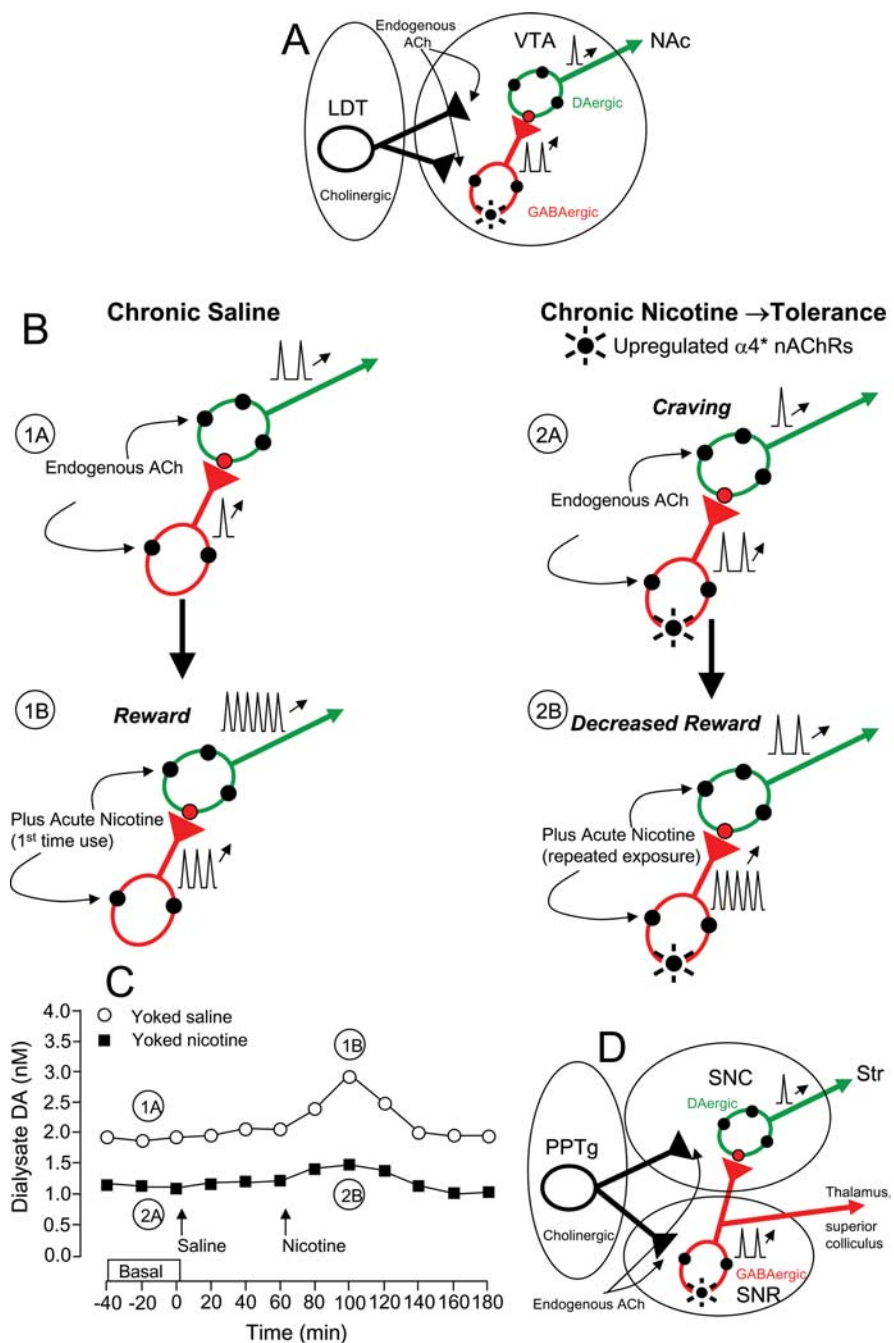 A
Endogenous
ACh
VTA
NAc
LDT
DAergic
Cholinergic
GABAergic
B
Chronic Saline
Chronic Nicotine →Tolerance
Upregulated α4* nAChRs
1A
Endogenous ACh
2A
Craving
Endogenous ACh
1B
Reward
Plus Acute Nicotine
(1st time use)
2B
Decreased Reward
Plus Acute Nicotine
(repeated exposure)
C
Yoked saline
Yoked nicotine
Dialysate DA (nM)
4.0
3.5
3.0
2.5
2.0
1.5
1.0
0.5
0.0
1A
1B
2A
2B
Saline
Nicotine
Basal
-40 -20 0 20 40 60 80 100 120 140 160 180
Time (min)
D
SNC
Str
DAergic
PPTg
Cholinergic
Thalamus,
superior
colliculus
GABAergic
SNR
Endogenous ACh